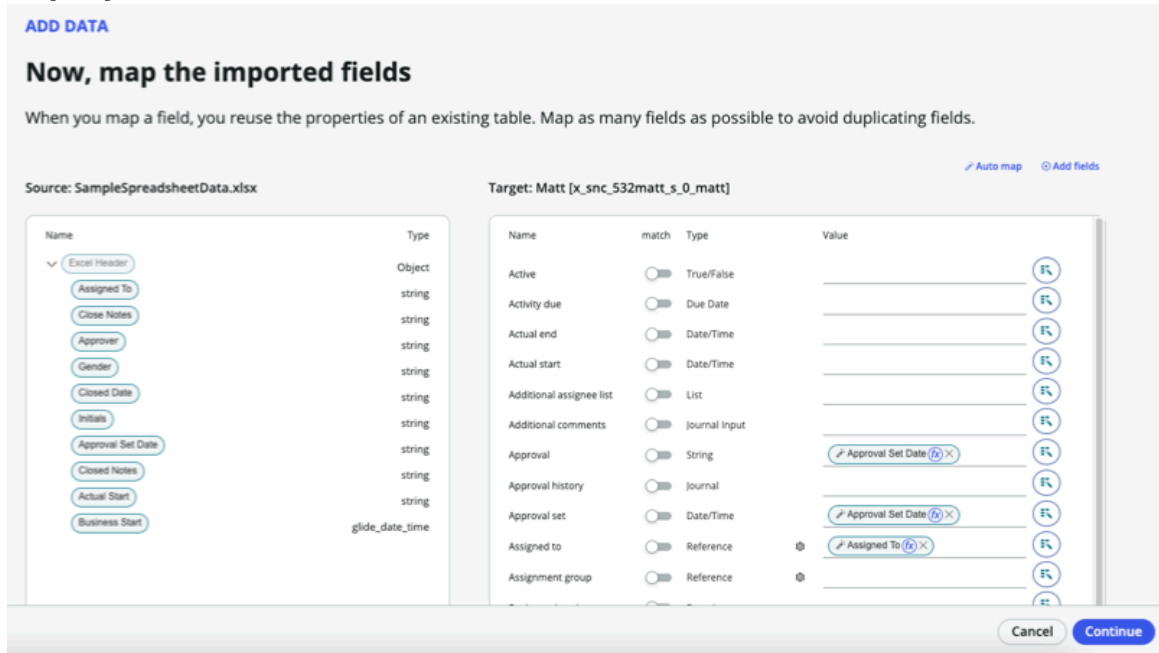 ADD DATA
Now, map the imported fields
When you map a field, you reuse the properties of an existing table. Map as many fields as possible to avoid duplicating fields.
Auto map Add fields
Source: SampleSpreadsheetData.xlsx
Name Type
Excel Header Object
Assigned To string
Close Notes string
Approver string
Gender string
Closed Date string
Initials string
Approval Set Date string
Closed Notes string
Actual Start string
Business Start glide_date_time
Target: Matt [x_snc_532matt_s_0_matt]
Name match Type Value
Active True/False
Activity due Due Date
Actual end Date/Time
Actual start Date/Time
Additional assignee list List
Additional comments Journal Input
Approval String Approval Set Date fx
Approval history Journal
Approval set Date/Time Approval Set Date fx
Assigned to Reference Assigned To fx
Assignment group Reference
Cancel Continue